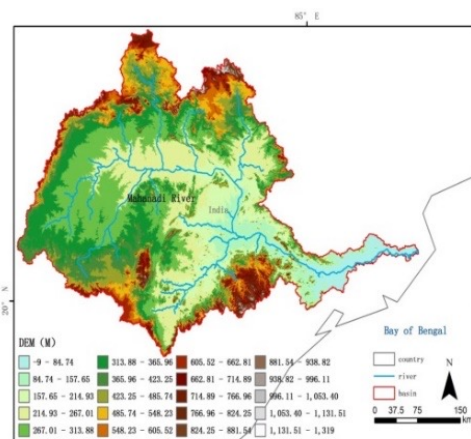 85° E
Mahanadi River
India
20° N
DEM (M)
-9 - 84.74
84.74 - 157.65
157.65 - 214.93
214.93 - 267.01
267.01 - 313.88
313.88 - 365.96
365.96 - 423.25
423.25 - 485.74
485.74 - 548.23
548.23 - 605.52
605.52 - 662.81
662.81 - 714.89
714.89 - 766.96
766.96 - 824.25
824.25 - 881.54
881.54 - 938.82
938.82 - 996.11
996.11 - 1,053.40
1,053.40 - 1,131.51
1,131.51 - 1,319
Bay of Bengal
country
river
basin
N
0 37.5 75 150
km